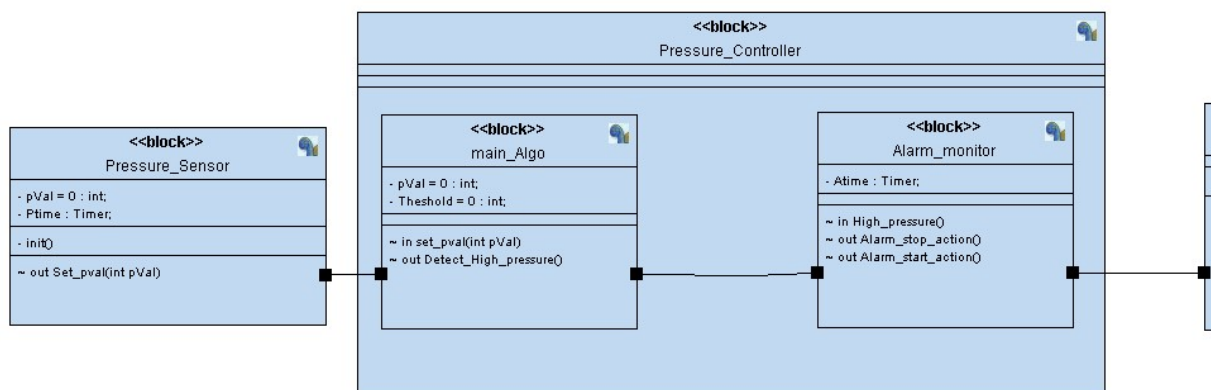 <<block>>
Pressure_Controller
<<block>>
Pressure_Sensor
- pVal = 0 : int;
- Ptime : Timer;
- init()
~ out Set_pval(int pVal)
<<block>>
main_Algo
- pVal = 0 : int;
- Theshold = 0 : int;
~ in set_pval(int pVal)
~ out Detect_High_pressure()
<<block>>
Alarm_monitor
- Atime : Timer;
~ in High_pressure()
~ out Alarm_stop_action()
~ out Alarm_start_action()